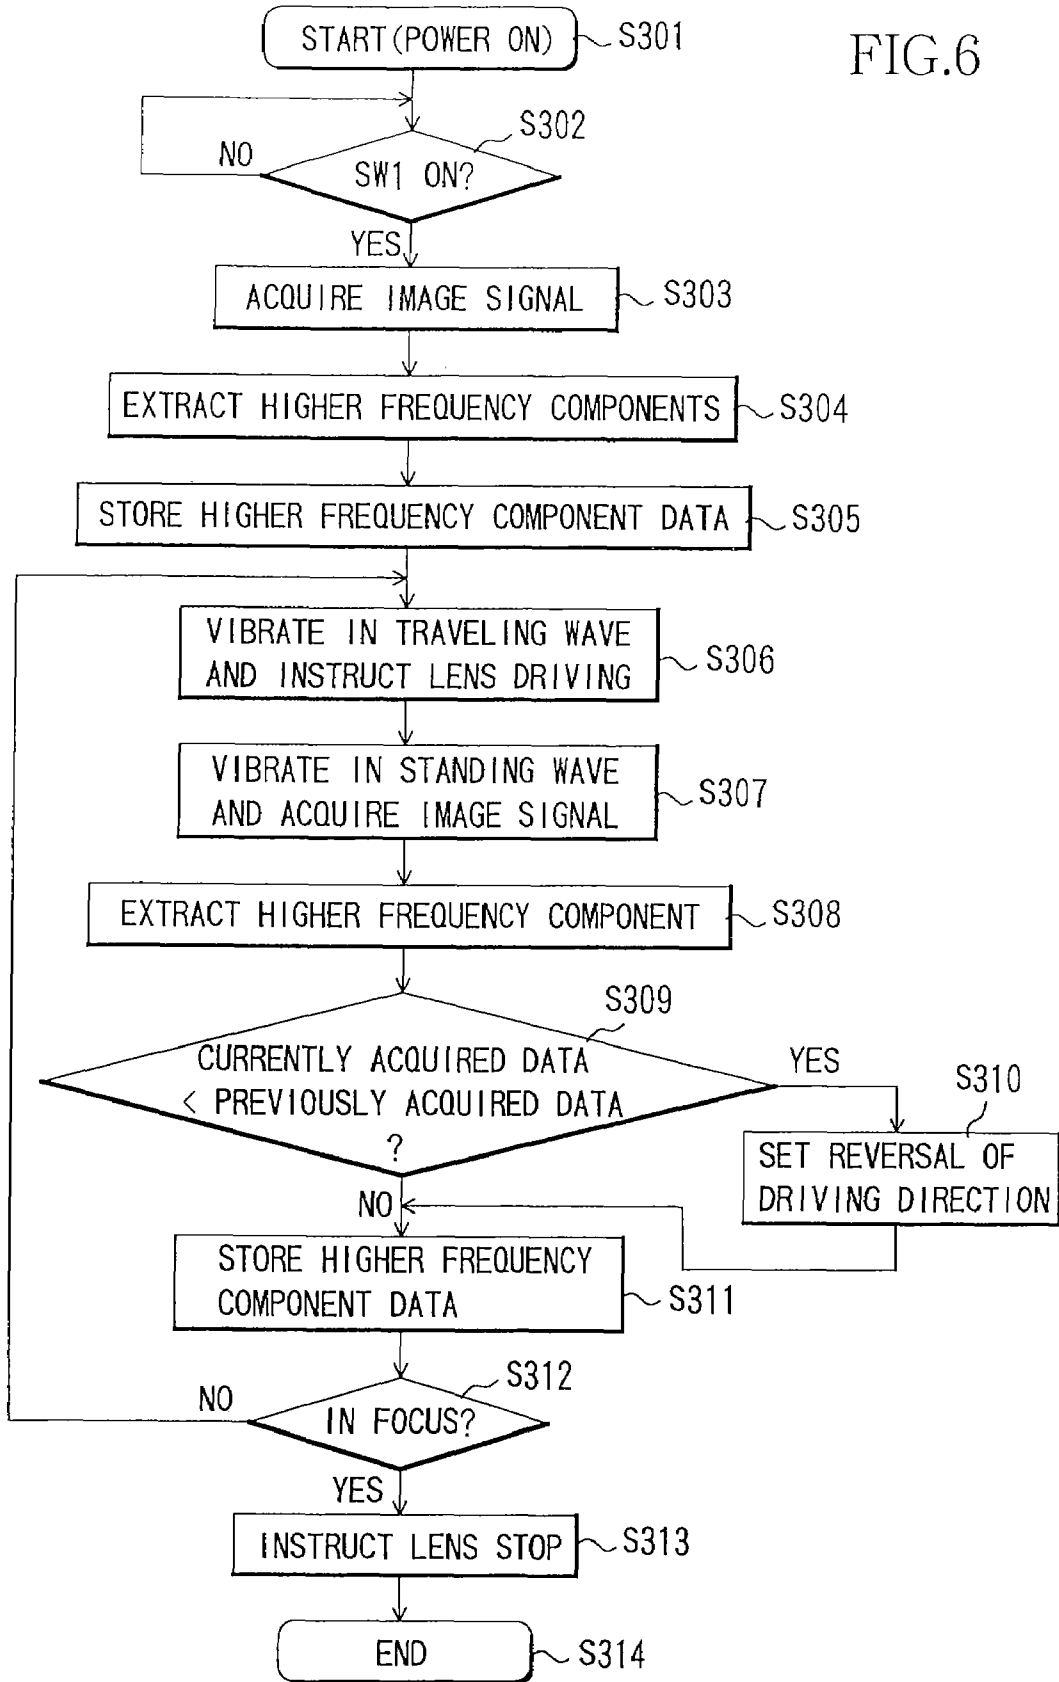 FIG.6
START(POWER ON)
S301
S302
NO
SW1 ON?
YES
ACQUIRE IMAGE SIGNAL
S303
EXTRACT HIGHER FREQUENCY COMPONENTS
S304
STORE HIGHER FREQUENCY COMPONENT DATA
S305
VIBRATE IN TRAVELING WAVE
AND INSTRUCT LENS DRIVING
S306
VIBRATE IN STANDING WAVE
AND ACQUIRE IMAGE SIGNAL
S307
EXTRACT HIGHER FREQUENCY COMPONENT
S308
S309
CURRENTLY ACQUIRED DATA
< PREVIOUSLY ACQUIRED DATA
?
YES
S310
SET REVERSAL OF
DRIVING DIRECTION
NO
STORE HIGHER FREQUENCY
COMPONENT DATA
S311
S312
NO
IN FOCUS?
YES
INSTRUCT LENS STOP
S313
END
S314